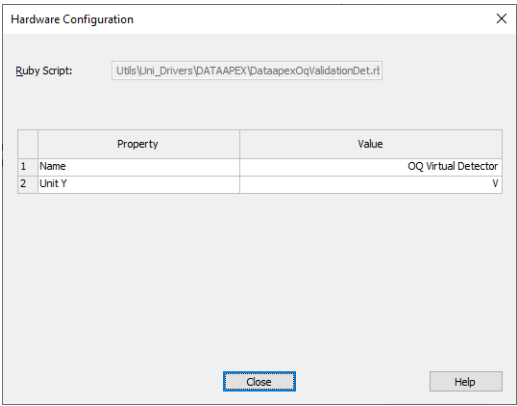 Hardware Configuration
Ruby Script: Utils\Uni_Drivers\DATAAPEX\DataapexOqValidationDet.rb
Property Value
1 Name OQ Virtual Detector
2 Unit Y V
Close Help